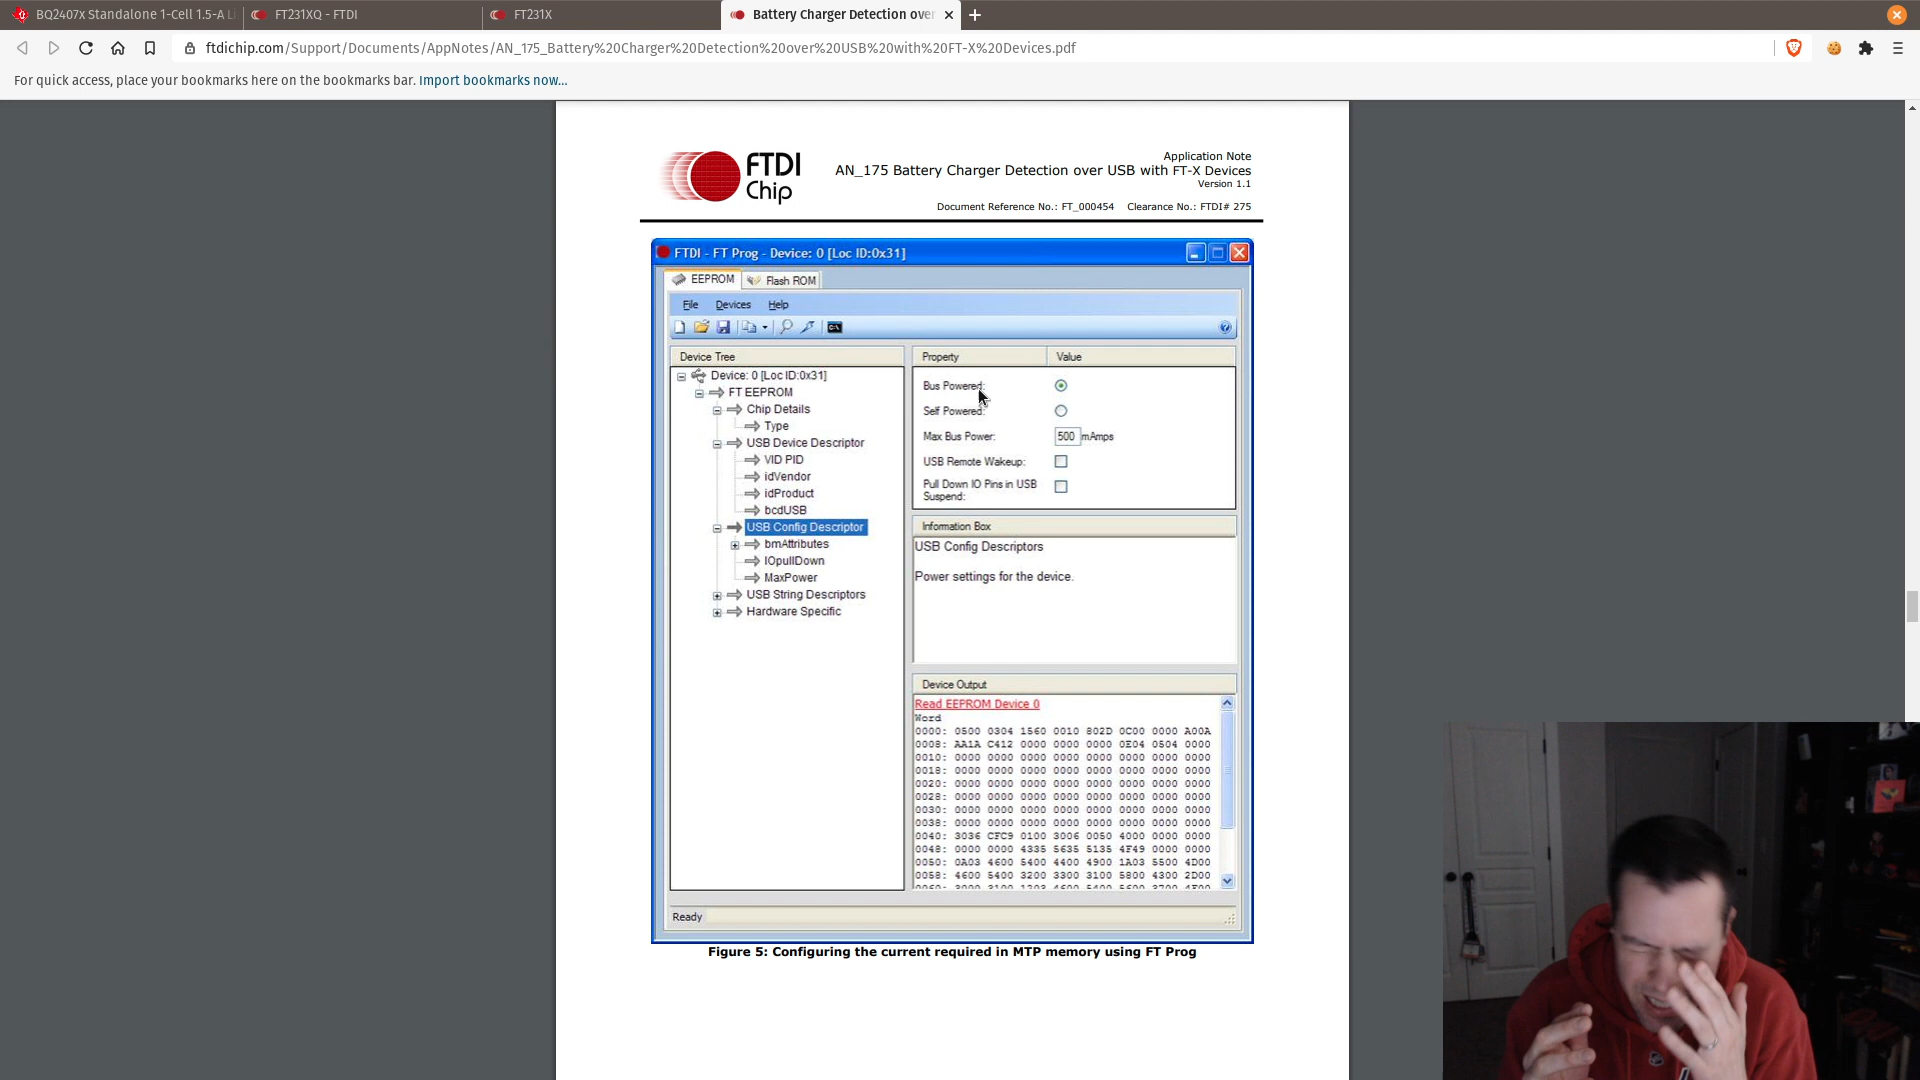 BQ2407x Standalone 1-Cell 1.5-A L
FT231XQ - FTDI
FT231X
Battery Charger Detection over
ftdichip.com/Support/Documents/AppNotes/AN_175_Battery%20Charger%20Detection%20over%20USB%20with%20FT-X%20Devices.pdf
For quick access, place your bookmarks here on the bookmarks bar. Import bookmarks now...
FTDI
Chip
Application Note
AN_175 Battery Charger Detection over USB with FT-X Devices
Version 1.1
Document Reference No.: FT_000454 Clearance No.: FTDI# 275
FTDI - FT Prog - Device: 0 [Loc ID:0x31]
EEPROM
Flash ROM
File Devices Help
Device Tree
Device: 0 [Loc ID:0x31]
FT EEPROM
Chip Details
Type
USB Device Descriptor
VID PID
idVendor
idProduct
bcdUSB
USB Config Descriptor
bmAttributes
IOpullDown
MaxPower
USB String Descriptors
Hardware Specific
Property Value
Bus Powered:
Self Powered:
Max Bus Power: 500 mAmps
USB Remote Wakeup:
Pull Down IO Pins in USB
Suspend:
Information Box
USB Config Descriptors
Power settings for the device.
Device Output
Read EEPROM Device 0
Word
0000: 0500 0304 1560 0010 802D 0C00 0000 A00A
0008: AA1A C412 0000 0000 0E04 0504 0000
0010: 0000 0000 0000 0000 0000 0000 0000 0000
0018: 0000 0000 0000 0000 0000 0000 0000 0000
0020: 0000 0000 0000 0000 0000 0000 0000 0000
0028: 0000 0000 0000 0000 0000 0000 0000 0000
0030: 0000 0000 0000 0000 0000 0000 0000 0000
0038: 0000 0000 0000 0000 0000 0000 0000 0000
0040: 3036 CFC9 0100 3006 0050 4000 0000 0000
0048: 0000 0000 4335 5635 5135 4F49 0000 0000
0050: 0A03 4600 5400 4400 4900 1A03 5500 4D00
0058: 4600 5400 3200 3300 3100 5800 4300 2D00
Ready
Figure 5: Configuring the current required in MTP memory using FT Prog